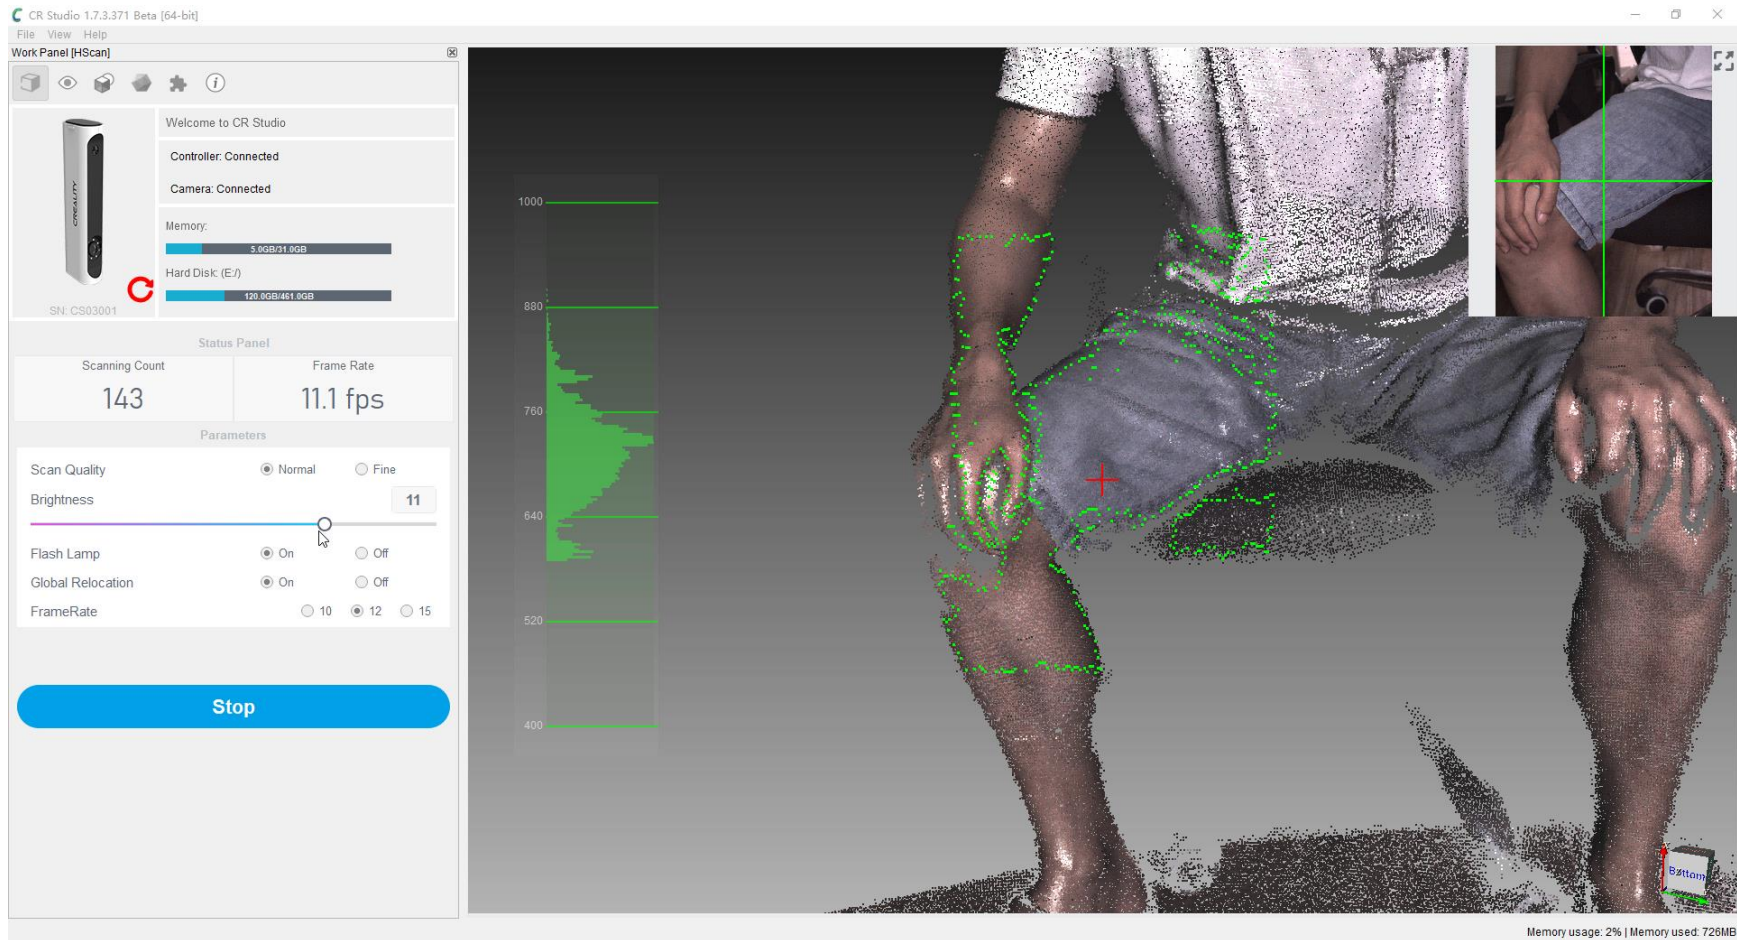 CR Studio 1.7.3.371 Beta [64-bit]
File View Help
Work Panel [HScan]
CREALITY
SN: CS03001
Welcome to CR Studio
Controller: Connected
Camera: Connected
Memory:
5.0GB/31.0GB
Hard Disk: (E:/)
120.0GB/461.0GB
Status Panel
Scanning Count
143
Frame Rate
11.1 fps
Parameters
Scan Quality Normal Fine
Brightness 11
Flash Lamp On Off
Global Relocation On Off
FrameRate 10 12 15
Stop
1000
880
760
640
520
400
Bottom
Memory usage: 2% | Memory used: 726MB